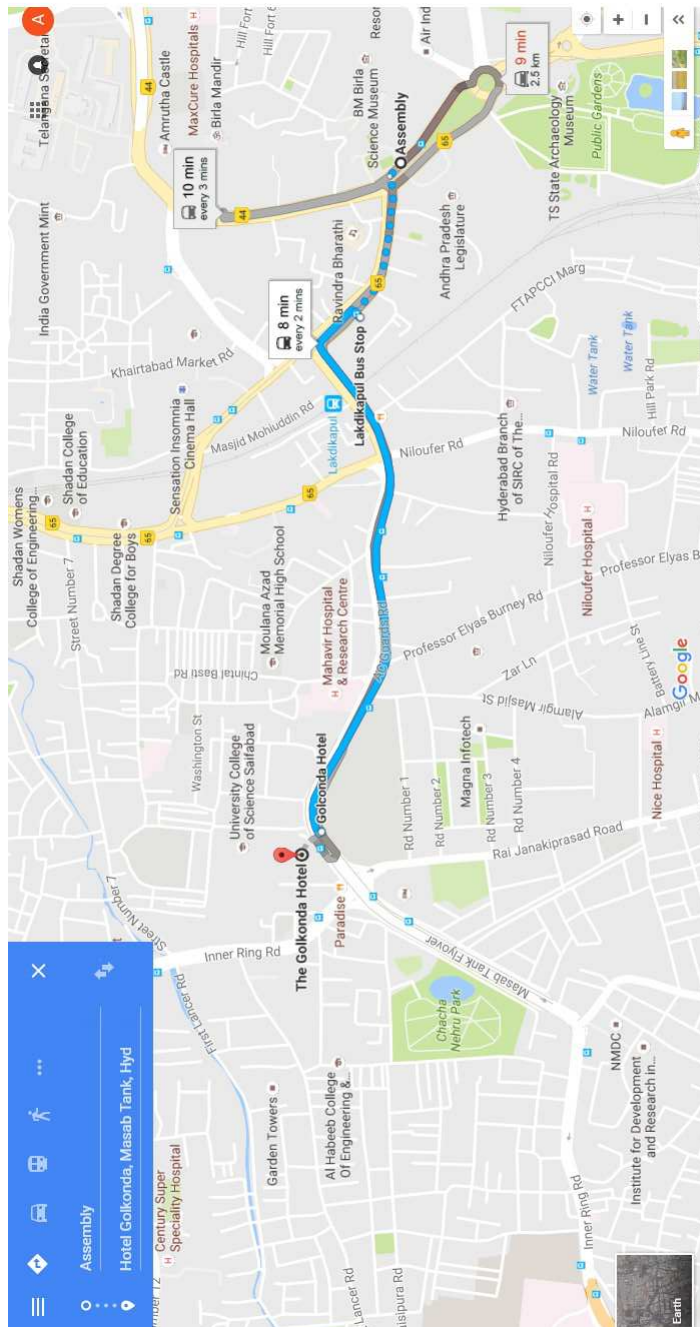 Assembly
Hotel Golkonda, Masab Tank, Hyd
Century Super
Speciality Hospital
Shadan Womens
College of Engineering...
Shadan College
of Education
65
Street Number 7
Shadan Degree
College for Boys
65
Sensation Insomnia
Cinema Hall
Khairtabad Market Rd
India Government Mint
44
Amrutha Castle
MaxCure Hospitals
Birla Mandir
A
10 min
every 3 mins
44
BM Birla
Science Museum
8 min
every 2 mins
Ravindra Bharathi
Assembly
65
65
9 min
2.5 km
Masjid Mohiuddin Rd
65
Lakdikapul
Lakdikapul Bus Stop
Andhra Pradesh
Legislature
TS State Archaeology
Museum
Public Gardens
FTAPCCI Marg
Water Tank
Water Tank
Hill Park Rd
Niloufer Rd
Niloufer Rd
Hyderabad Branch
of SIRC of The...
Niloufer Hospital Rd
Niloufer Hospital
Professor Elyas B
Professor Elyas Burney Rd
Moulana Azad
Memorial High School
Mahavir Hospital
& Research Centre
Chintal Basti Rd
Washington St
University College
of Science Saifabad
Golconda Hotel
The Golkonda Hotel
Paradise
Street Number 7
Inner Ring Rd
First Lancer Rd
Zar Ln
Alamgir Masjid St
Battery Line St
Magna Infotech
Rd Number 1
Rd Number 2
Rd Number 3
Rd Number 4
Rai Janakiprasad Road
Nice Hospital
Masab Tank Flyover
Chacha
Nehru Park
Garden Towers
Al Habeeb College
Of Engineering &...
NMDC
Institute for Development
and Research in...
Inner Ring Rd
Lancer Rd
Google
Earth